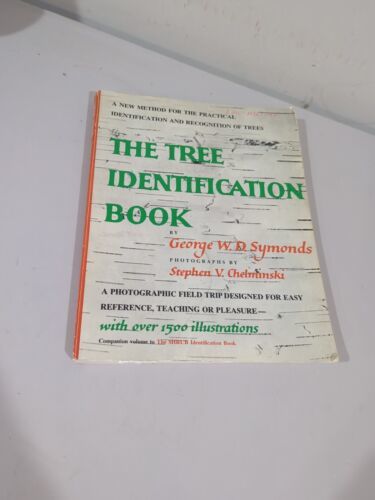 A NEW METHOD FOR THE PRACTICAL
IDENTIFICATION AND RECOGNITION OF TREES
THE TREE
IDENTIFICATION
BOOK
BY
George W. D. Symonds
PHOTOGRAPHS BY
Stephen V. Chelminski
A PHOTOGRAPHIC FIELD TRIP DESIGNED FOR EASY
REFERENCE, TEACHING OR PLEASURE—
with over 1500 illustrations
Companion volume to The SHRUB Identification Book